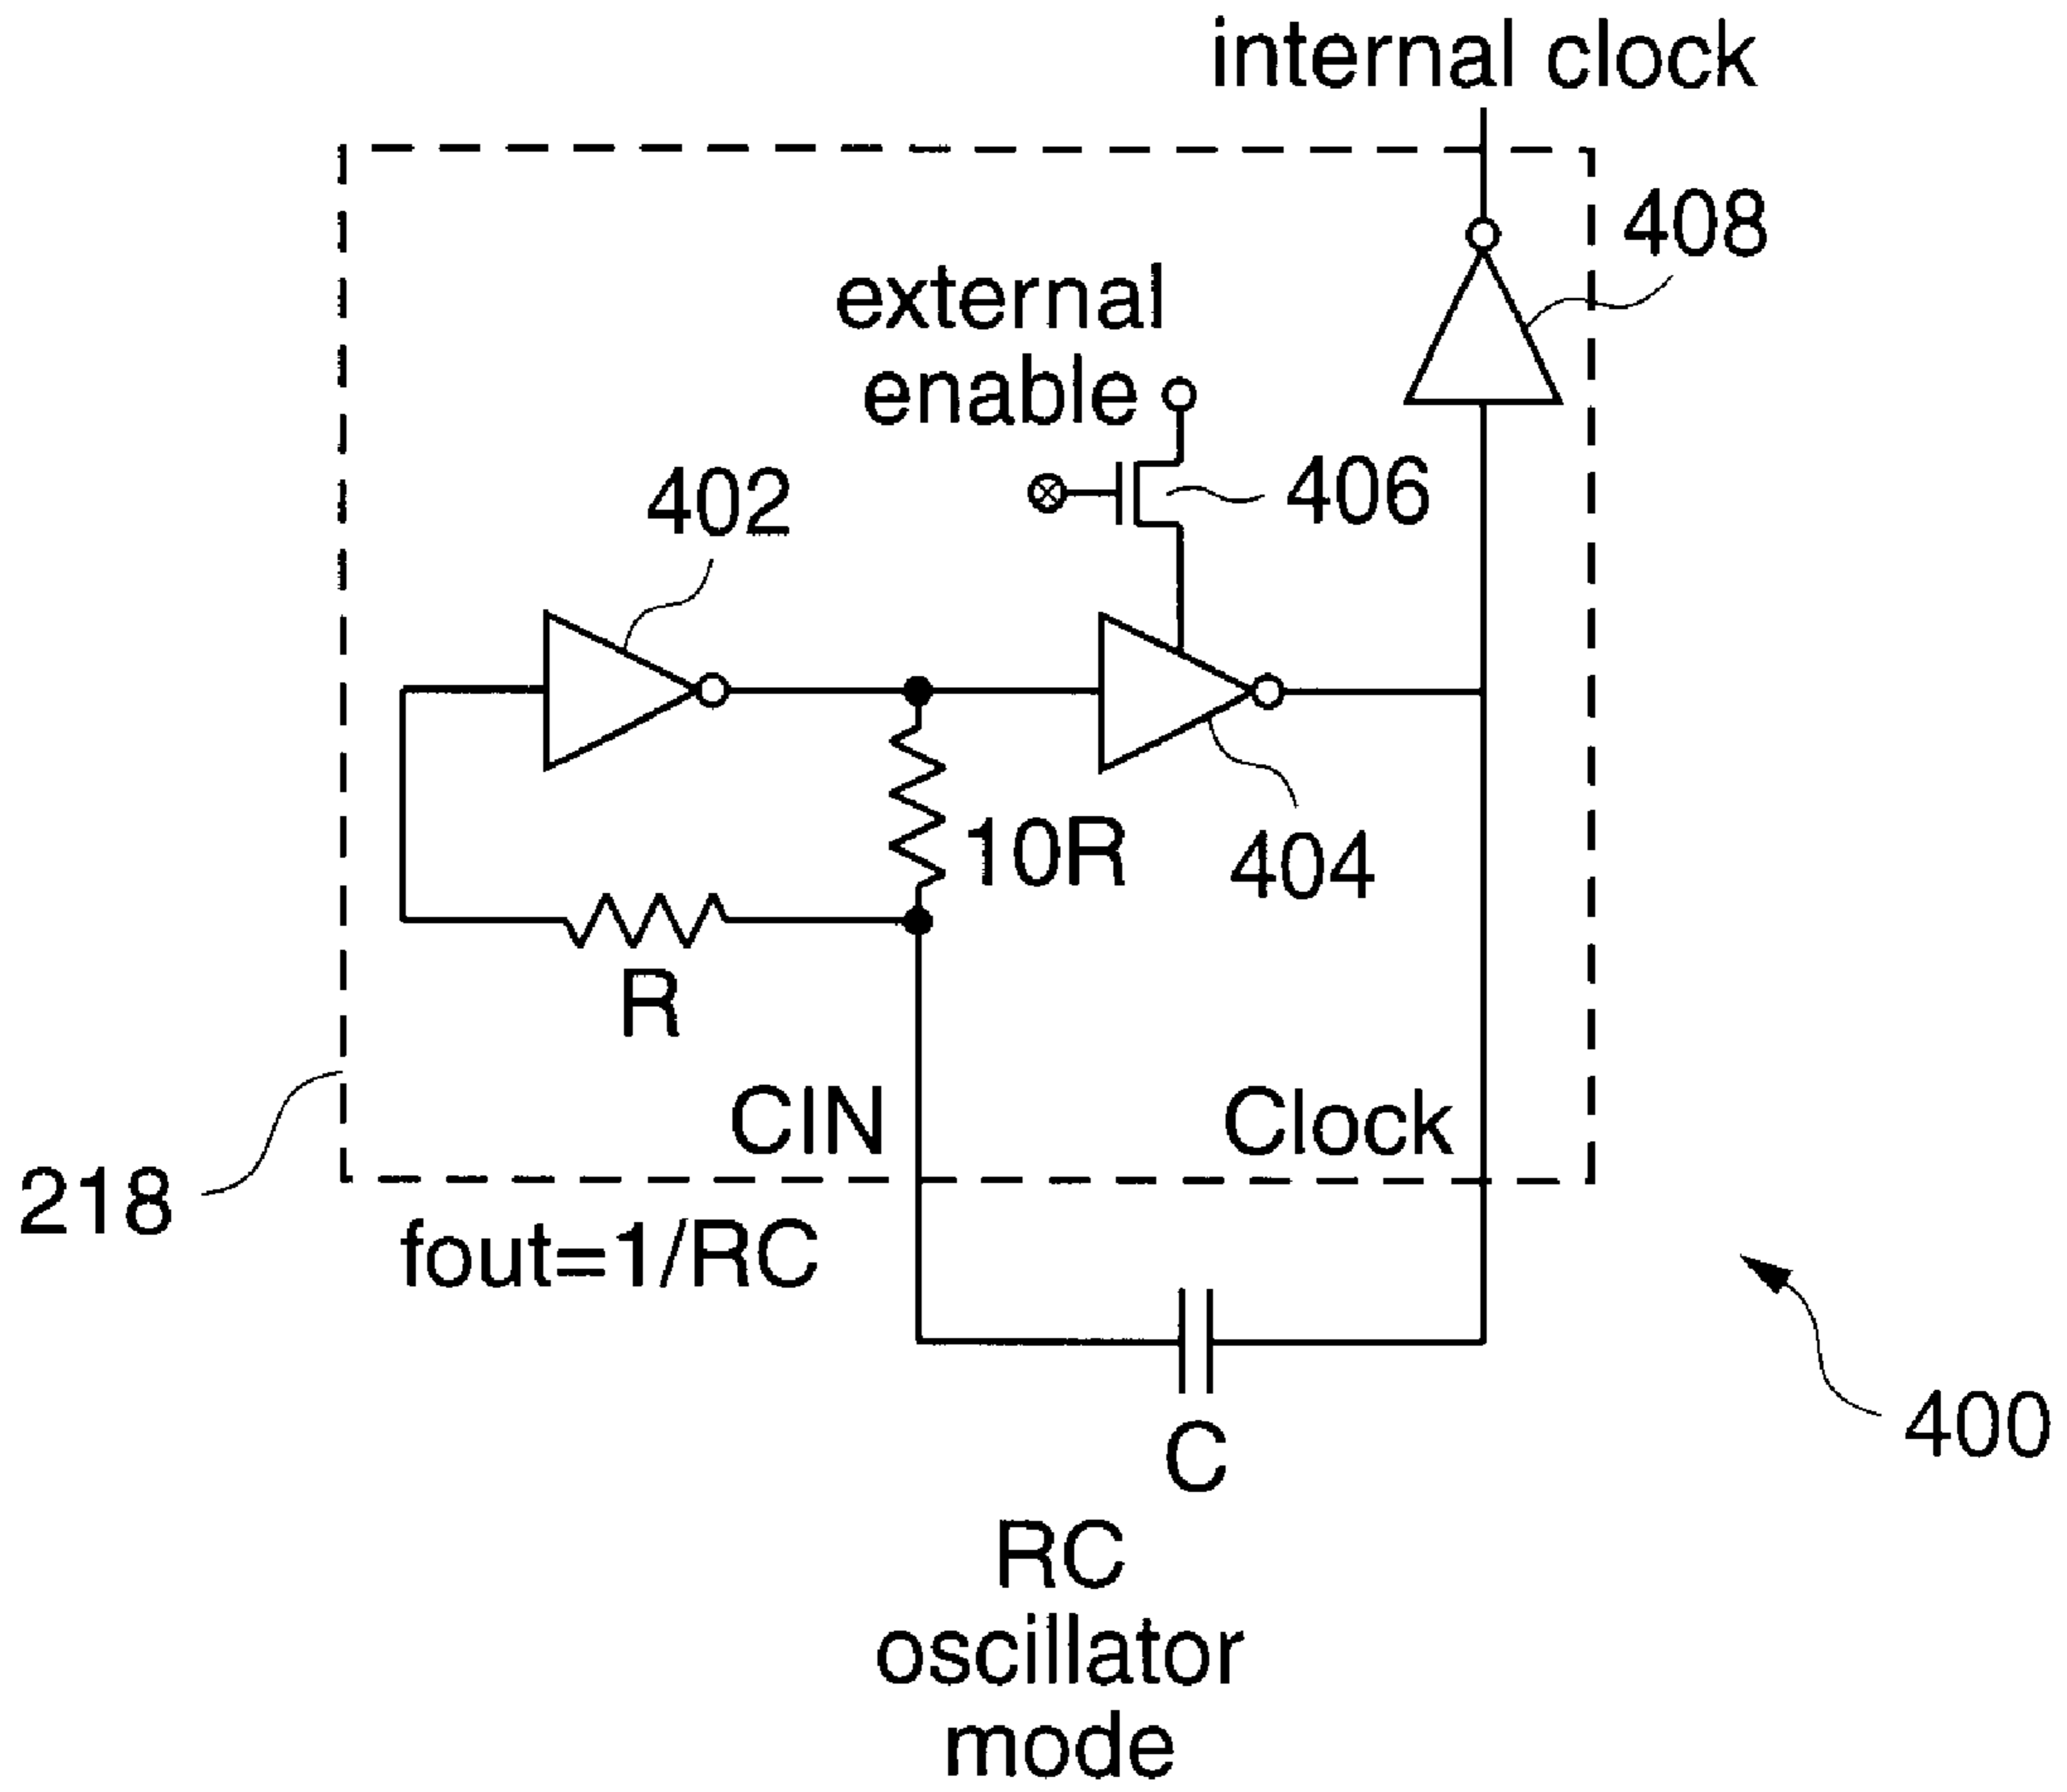 internal clock
408
external
enable
406
402
10R
404
R
CIN
Clock
218
fout=1/RC
C
400
RC
oscillator
mode